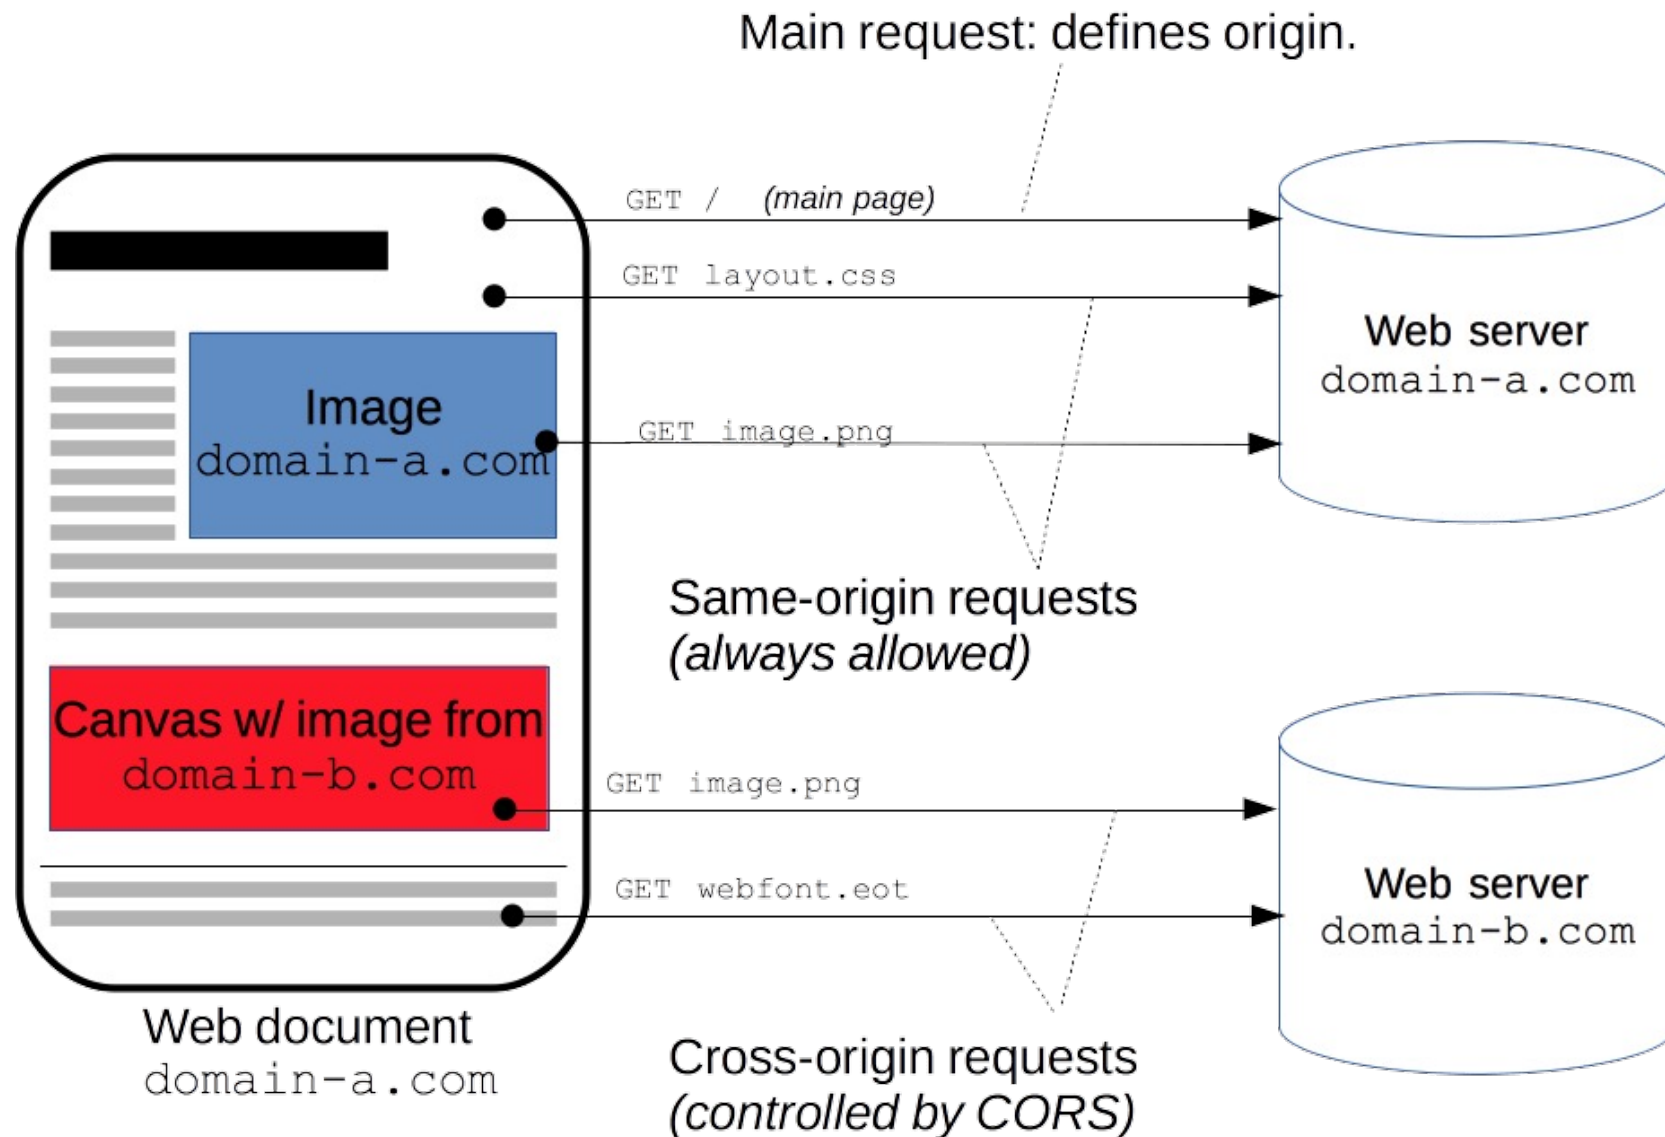 Main request: defines origin.
GET / (main page)
GET layout.css
Web server
domain-a.com
Image
domain-a.com
GET image.png
Same-origin requests
(always allowed)
Canvas w/ image from
domain-b.com
GET image.png
GET webfont.eot
Web server
domain-b.com
Web document
domain-a.com
Cross-origin requests
(controlled by CORS)